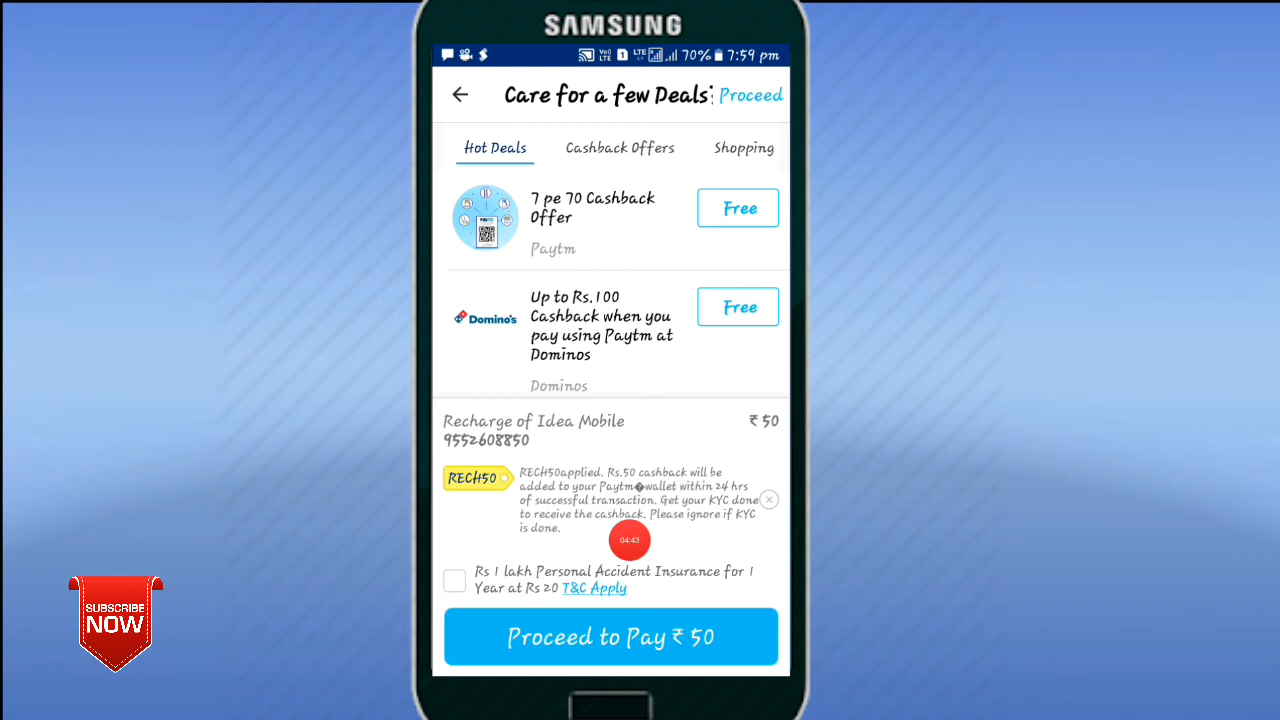 SAMSUNG
70% 7:59 pm
Care for a few Deals? Proceed
Hot Deals Cashback Offers Shopping
7 pe 70 Cashback
Offer
Free
Paytm
Up to Rs.100
Cashback when you
pay using Paytm at
Dominos
Free
Domino's
Dominos
Recharge of Idea Mobile
9552608850
₹ 50
RECH50
RECH50applied. Rs.50 cashback will be
added to your Paytm�wallet within 24 hrs
of successful transaction. Get your KYC done
to receive the cashback. Please ignore if KYC
is done.
04:43
Rs 1 lakh Personal Accident Insurance for 1
Year at Rs 20 T&C Apply
Proceed to Pay ₹ 50
SUBSCRIBE
NOW